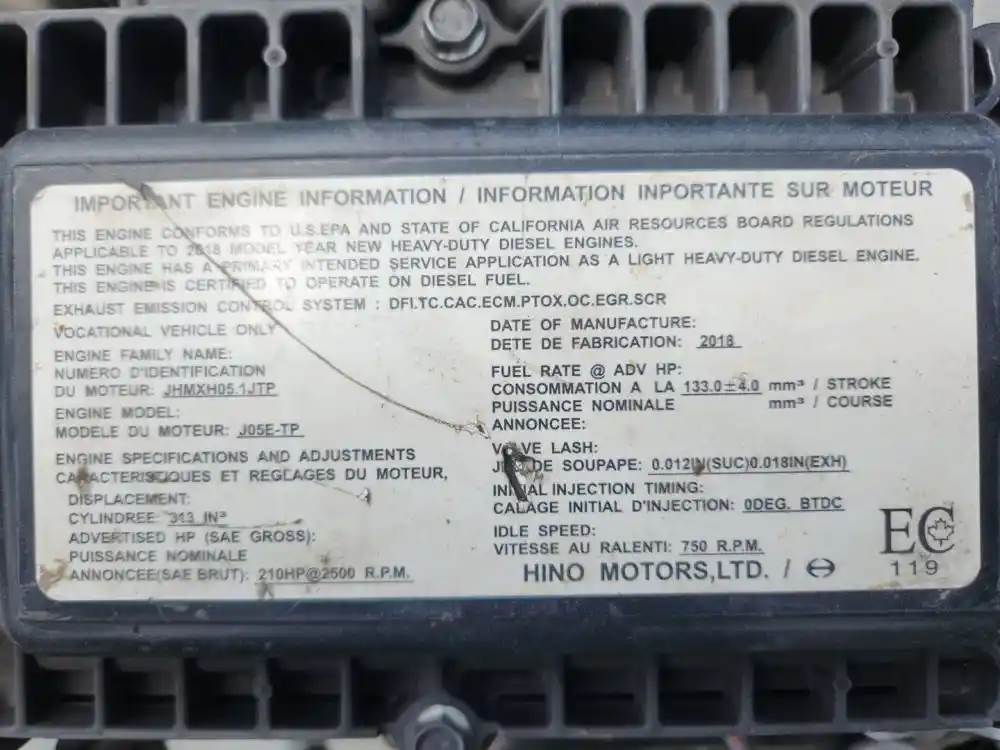 IMPORTANT ENGINE INFORMATION / INFORMATION INPORTANTE SUR MOTEUR
THIS ENGINE CONFORMS TO U.S.EPA AND STATE OF CALIFORNIA AIR RESOURCES BOARD REGULATIONS
APPLICABLE TO 2018 MODEL YEAR NEW HEAVY-DUTY DIESEL ENGINES.
THIS ENGINE HAS A PRIMARY INTENDED SERVICE APPLICATION AS A LIGHT HEAVY-DUTY DIESEL ENGINE.
THIS ENGINE IS CERTIFIED TO OPERATE ON DIESEL FUEL.
EXHAUST EMISSION CONTROL SYSTEM : DFI.TC.CAC.ECM.PTOX.OC.EGR.SCR
VOCATIONAL VEHICLE ONLY
ENGINE FAMILY NAME:
NUMERO D'IDENTIFICATION
DU MOTEUR: JHMXH05.1JTP
ENGINE MODEL:
MODELE DU MOTEUR: J05E-TP
ENGINE SPECIFICATIONS AND ADJUSTMENTS
CARACTERISTIQUES ET REGLAGES DU MOTEUR,
DISPLACEMENT:
CYLINDREE: 313 IN³
ADVERTISED HP (SAE GROSS):
PUISSANCE NOMINALE
ANNONCEE(SAE BRUT): 210HP@2500 R.P.M.
DATE OF MANUFACTURE:
DETE DE FABRICATION: 2018
FUEL RATE @ ADV HP:
CONSOMMATION A LA 133.0±4.0 mm³ / STROKE
PUISSANCE NOMINALE mm³ / COURSE
ANNONCEE:
VALVE LASH:
JEU DE SOUPAPE: 0.012IN(SUC)0.018IN(EXH)
INITIAL INJECTION TIMING:
CALAGE INITIAL D'INJECTION: 0DEG. BTDC
IDLE SPEED:
VITESSE AU RALENTI: 750 R.P.M.
HINO MOTORS,LTD. /
EC
119